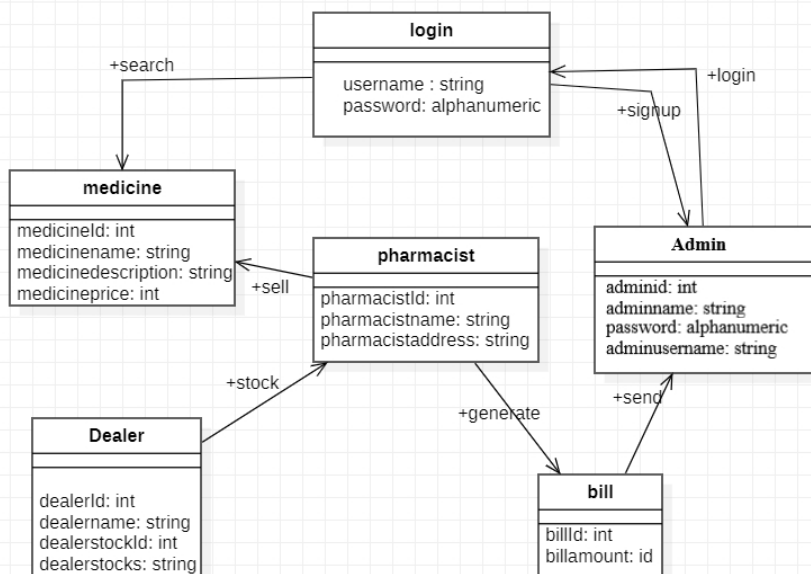 login
username : string
password: alphanumeric
+search
+login
+signup
medicine
medicineId: int
medicinename: string
medicinedescription: string
medicineprice: int
+sell
pharmacist
pharmacistId: int
pharmacistname: string
pharmacistaddress: string
Admin
adminid: int
adminname: string
password: alphanumeric
adminusername: string
+stock
+generate
+send
Dealer
dealerId: int
dealername: string
dealerstockId: int
dealerstocks: string
bill
billId: int
billamount: id